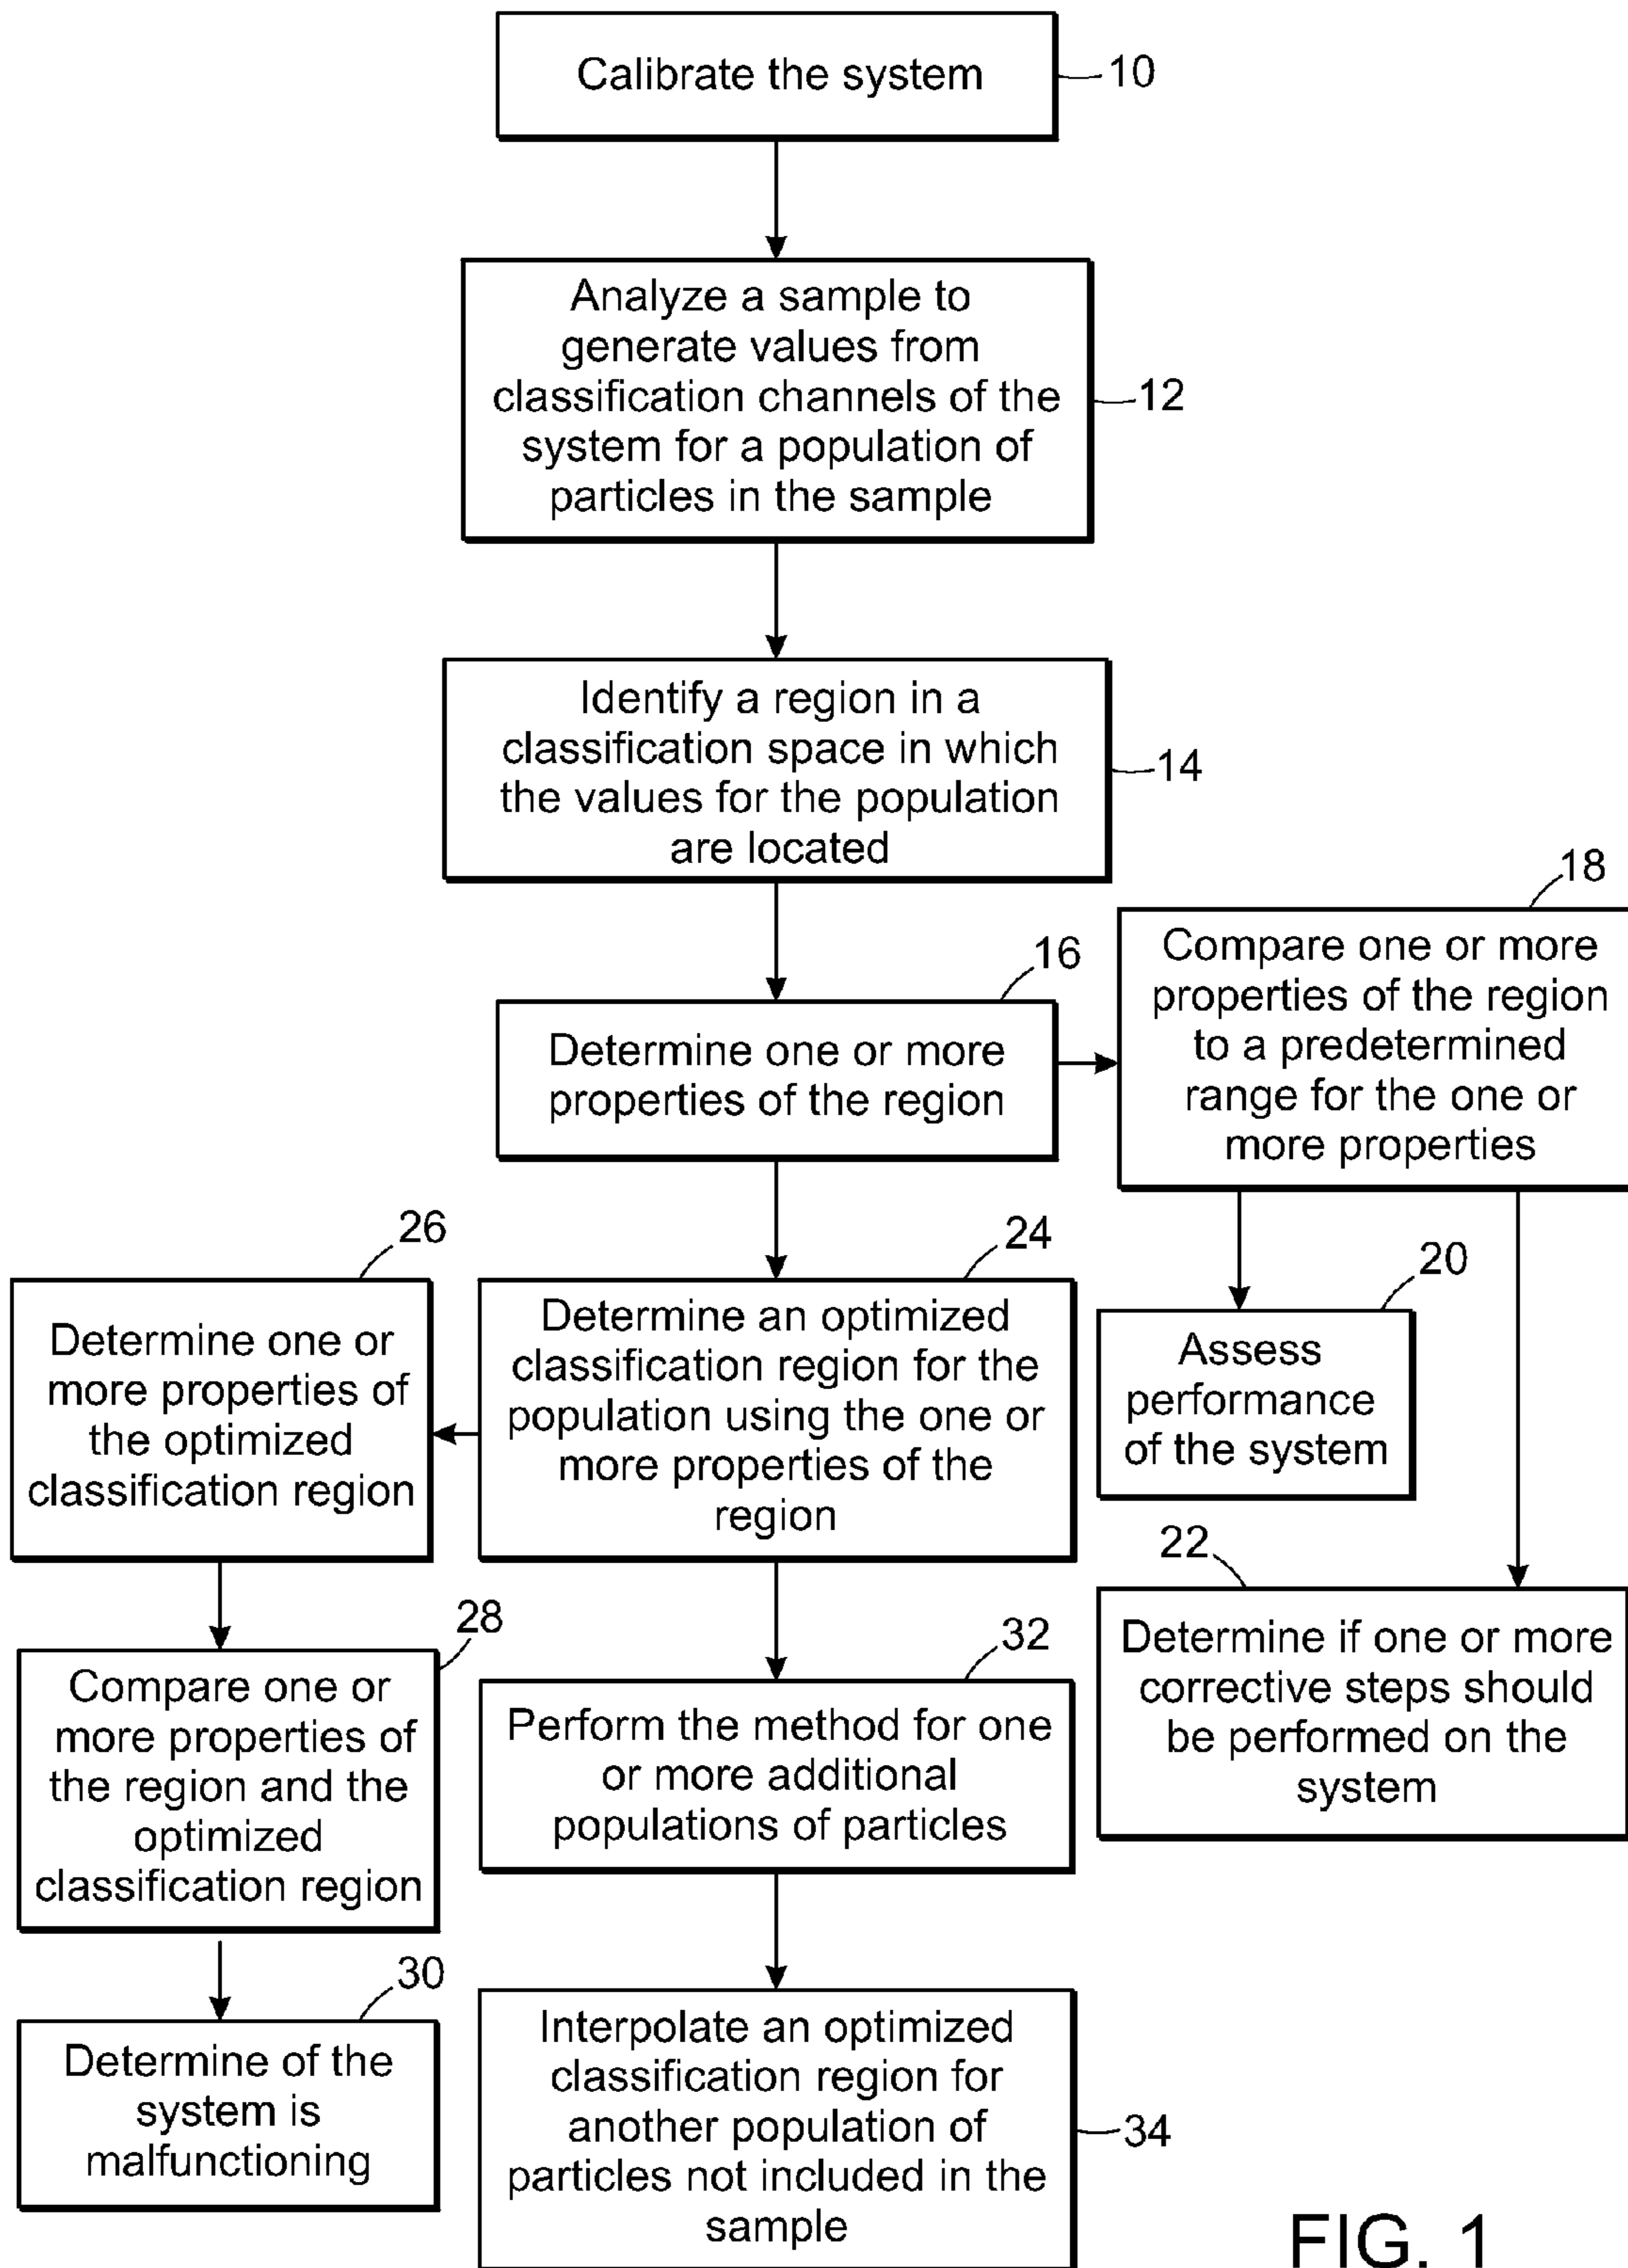 Calibrate the system
10
Analyze a sample to
generate values from
classification channels of the
system for a population of
particles in the sample
12
Identify a region in a
classification space in which
the values for the population
are located
14
16
Determine one or more
properties of the region
18
Compare one or more
properties of the region
to a predetermined
range for the one or
more properties
20
Assess
performance
of the system
22
Determine if one or more
corrective steps should
be performed on the
system
24
Determine an optimized
classification region for the
population using the one or
more properties of the
region
26
Determine one or
more properties of
the optimized
classification region
28
Compare one or
more properties of
the region and the
optimized
classification region
30
Determine of the
system is
malfunctioning
32
Perform the method for one
or more additional
populations of particles
Interpolate an optimized
classification region for
another population of
particles not included in the
sample
34
FIG. 1